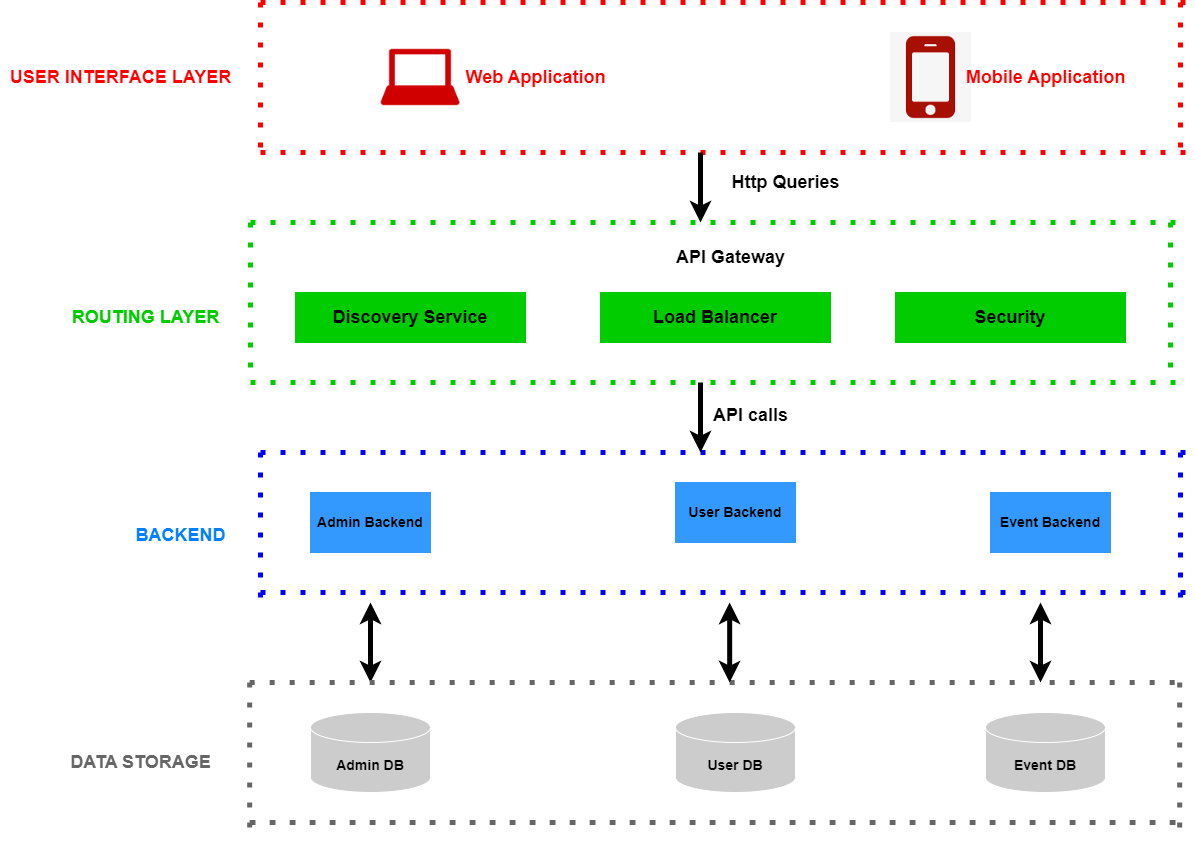 USER INTERFACE LAYER
Web Application
Mobile Application
Http Queries
API Gateway
ROUTING LAYER
Discovery Service
Load Balancer
Security
API calls
BACKEND
Admin Backend
User Backend
Event Backend
DATA STORAGE
Admin DB
User DB
Event DB